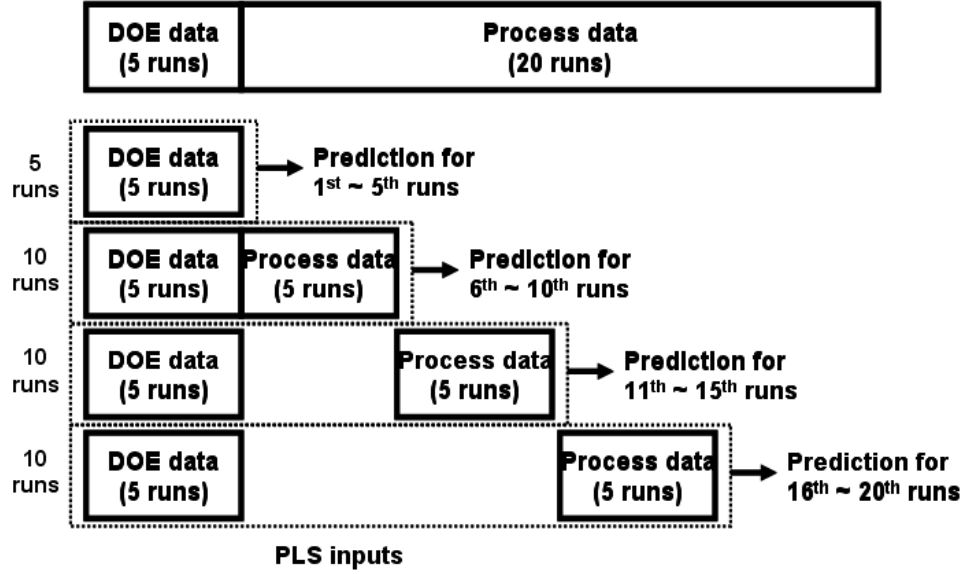 DOE data
(5 runs)
Process data
(20 runs)
5
runs
DOE data
(5 runs)
Prediction for
1st ~ 5th runs
10
runs
DOE data
(5 runs)
Process data
(5 runs)
Prediction for
6th ~ 10th runs
10
runs
DOE data
(5 runs)
Process data
(5 runs)
Prediction for
11th ~ 15th runs
10
runs
DOE data
(5 runs)
Process data
(5 runs)
Prediction for
16th ~ 20th runs
PLS inputs